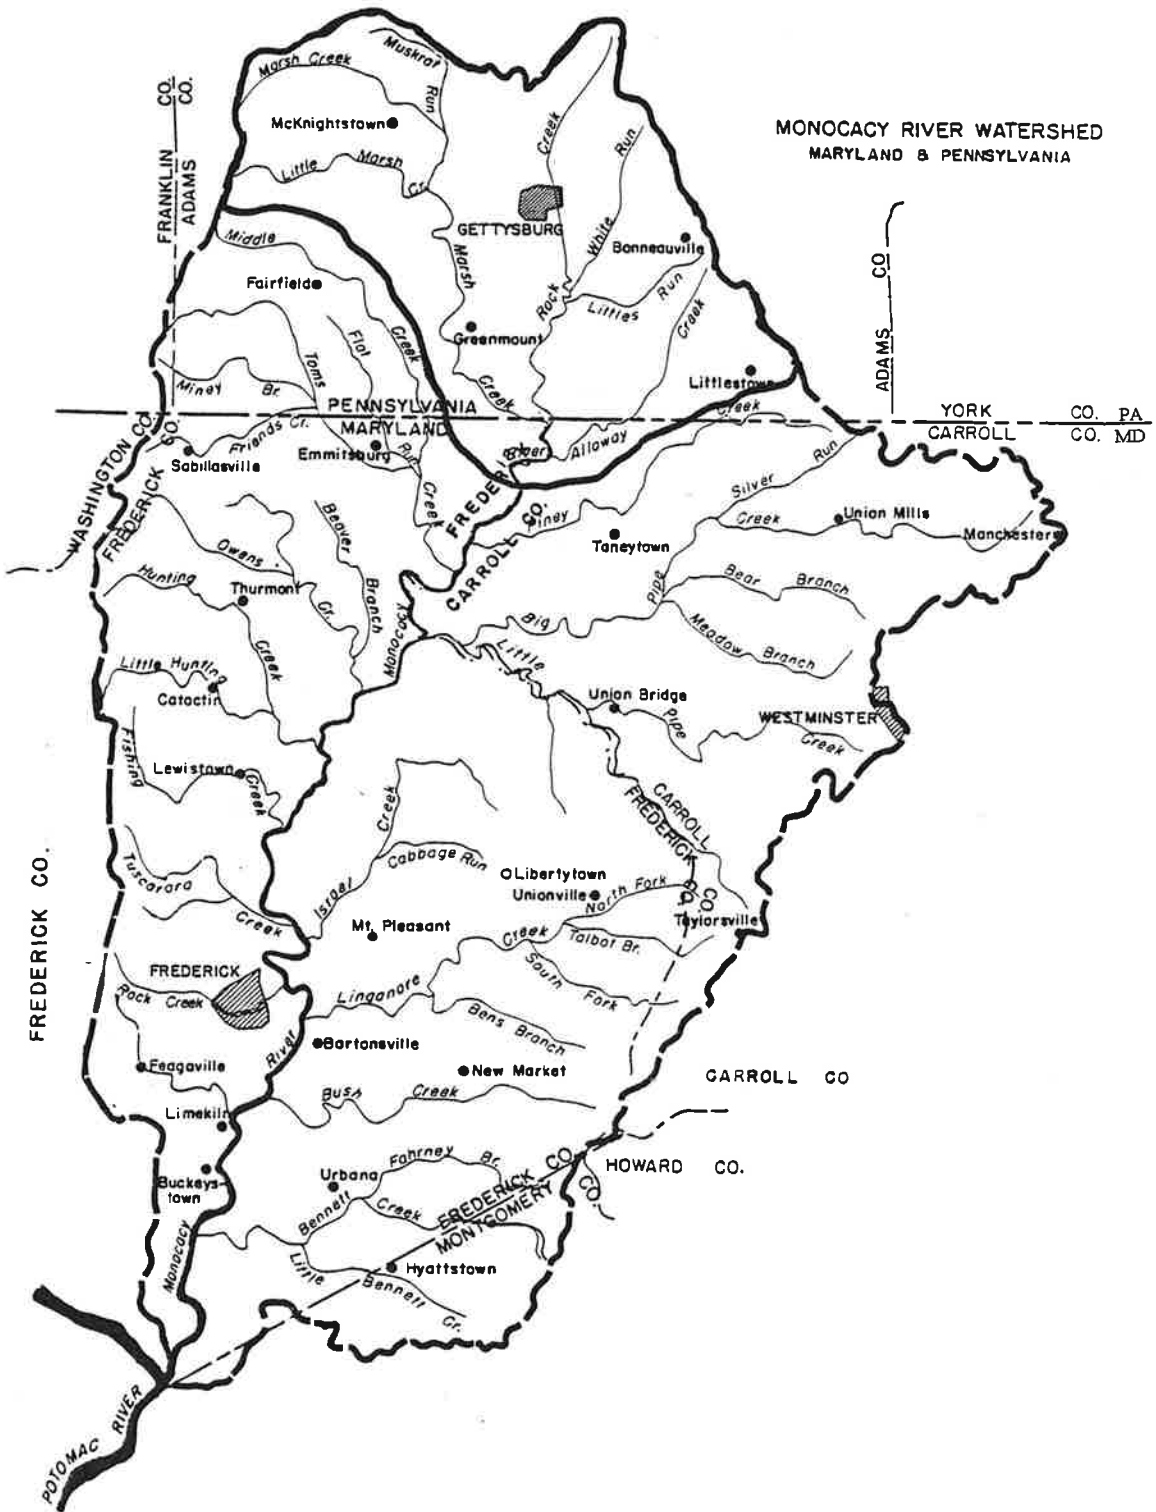 MONOCACY RIVER WATERSHED
MARYLAND & PENNSYLVANIA
Muskrat
Run
Marsh Creek
FRANKLIN CO.
ADAMS CO.
McKnightstown
Little Marsh Cr.
Creek
Run
White
GETTYSBURG
Bonneauville
Middle
Fairfield
Marsh
Rock
Littles Run
Creek
ADAMS CO
Flat
Creek
Greenmount
Toms
Miney Br.
Creek
Littlestown
PENNSYLVANIA
MARYLAND
Creek
YORK CO. PA
CARROLL CO. MD
WASHINGTON CO.
FREDERICK CO.
Friends Cr.
Sabillasville
Emmitsburg
Run
Alloway
Silver Run
Creek
FREDERICK
CARROLL CO.
Piney
Taneytown
Creek
Union Mills
Manchester
Owens
Beaver
Branch
Hunting
Thurmont
Cr.
Creek
Monocacy
Big
Pipe
Bear Branch
Meadow Branch
Little Hunting
Catoctin
Little
Union Bridge
Pipe
WESTMINSTER
Creek
Fishing
Lewistown
Creek
Creek
CARROLL CO.
FREDERICK CO.
FREDERICK CO.
Tuscarora
Creek
Israel
Cabbage Run
Libertytown
Unionville
North Fork
Taylorsville
Mt. Pleasant
Creek
Talbot Br.
South Fork
FREDERICK
Rock Creek
Linganore
Bens Branch
River
Bartonsville
Feagaville
New Market
CARROLL CO
Bush Creek
Limekiln
HOWARD CO.
Fahrney Br.
Urbana
CO.
CO.
Buckeys-
town
Bennett
Creek
FREDERICK
MONTGOMERY
Monocacy
Little
Bennett
Cr.
Hyattstown
POTOMAC RIVER